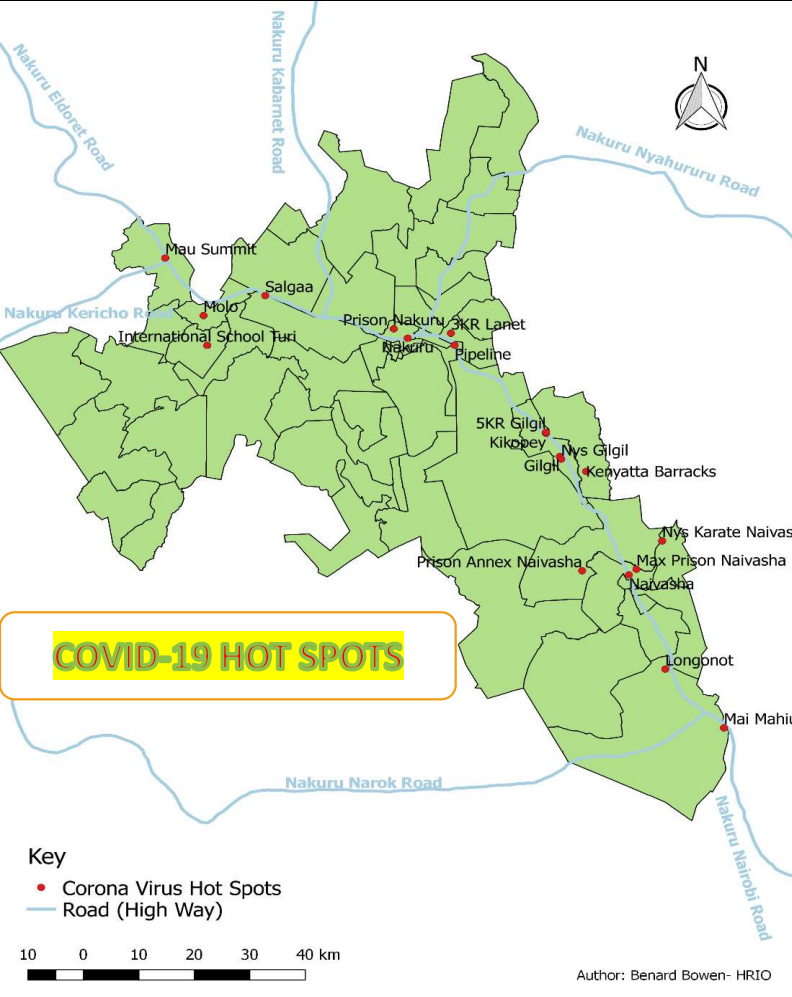 N
Nakuru Eldoret Road
Nakuru Kabarnet Road
Nakuru Nyahururu Road
Mau Summit
Salgaa
Nakuru Kericho Road
Molo
International School Turi
Prison Nakuru
3KR Lanet
Nakuru
Pipeline
5KR Gilgil
Kikopey
Nys Gilgil
Gilgil
Kenyatta Barracks
Nys Karate Naivas
Prison Annex Naivasha
Max Prison Naivasha
Naivasha
COVID-19 HOT SPOTS
Longonot
Mai Mahiu
Nakuru Narok Road
Nakuru Nairobi Road
Key
Corona Virus Hot Spots
Road (High Way)
10 0 10 20 30 40 km
Author: Benard Bowen- HRIO